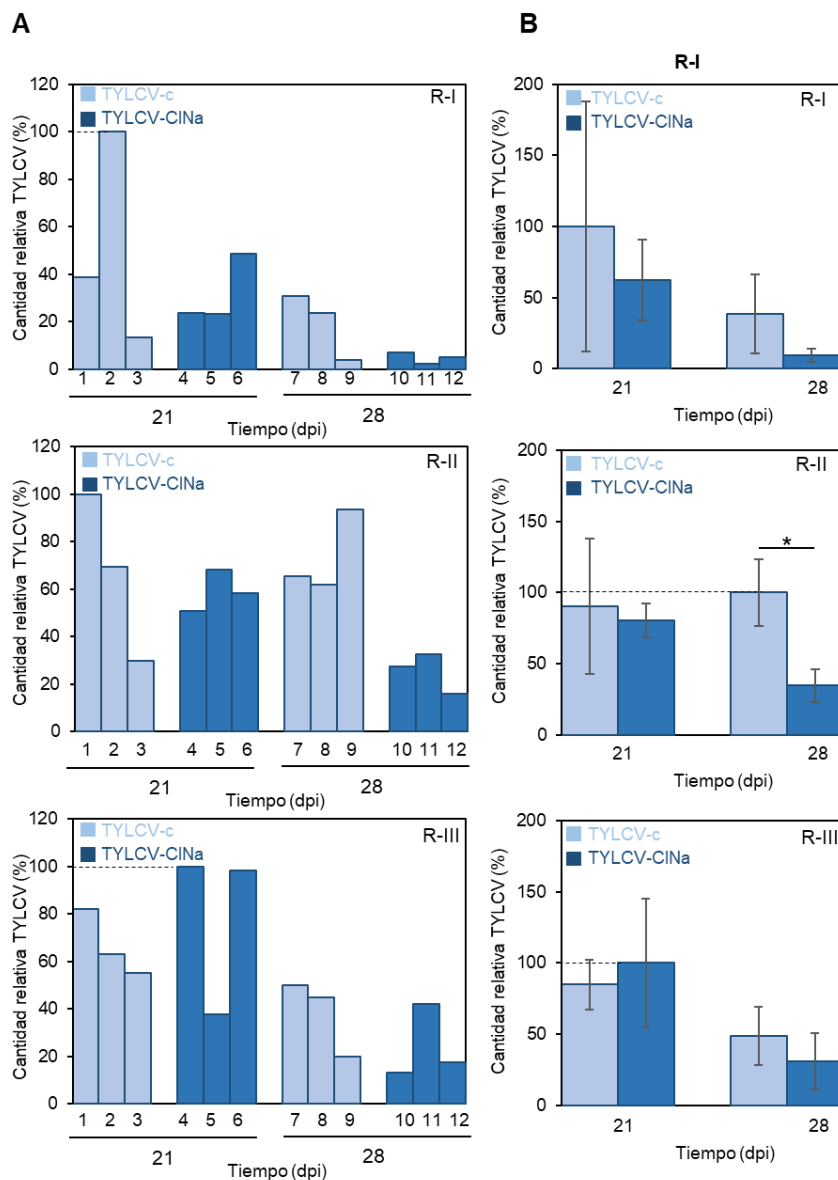 A
B
R-I
120
100
80
60
40
20
0
Cantidad relativa TYLCV (%)
TYLCV-c
TYLCV-ClNa
R-I
1 2 3 4 5 6 7 8 9 10 11 12
21 28
Tiempo (dpi)
200
150
100
50
0
Cantidad relativa TYLCV (%)
TYLCV-c
TYLCV-ClNa
R-I
21 28
Tiempo (dpi)
120
100
80
60
40
20
0
Cantidad relativa TYLCV (%)
TYLCV-c
TYLCV-ClNa
R-II
1 2 3 4 5 6 7 8 9 10 11 12
21 28
Tiempo (dpi)
200
150
100
50
0
Cantidad relativa TYLCV (%)
TYLCV-c
TYLCV-ClNa
R-II
*
21 28
Tiempo (dpi)
120
100
80
60
40
20
0
Cantidad relativa TYLCV (%)
TYLCV-c
TYLCV-ClNa
R-III
1 2 3 4 5 6 7 8 9 10 11 12
21 28
Tiempo (dpi)
200
150
100
50
0
Cantidad relativa TYLCV (%)
TYLCV-c
TYLCV-ClNa
R-III
21 28
Tiempo (dpi)